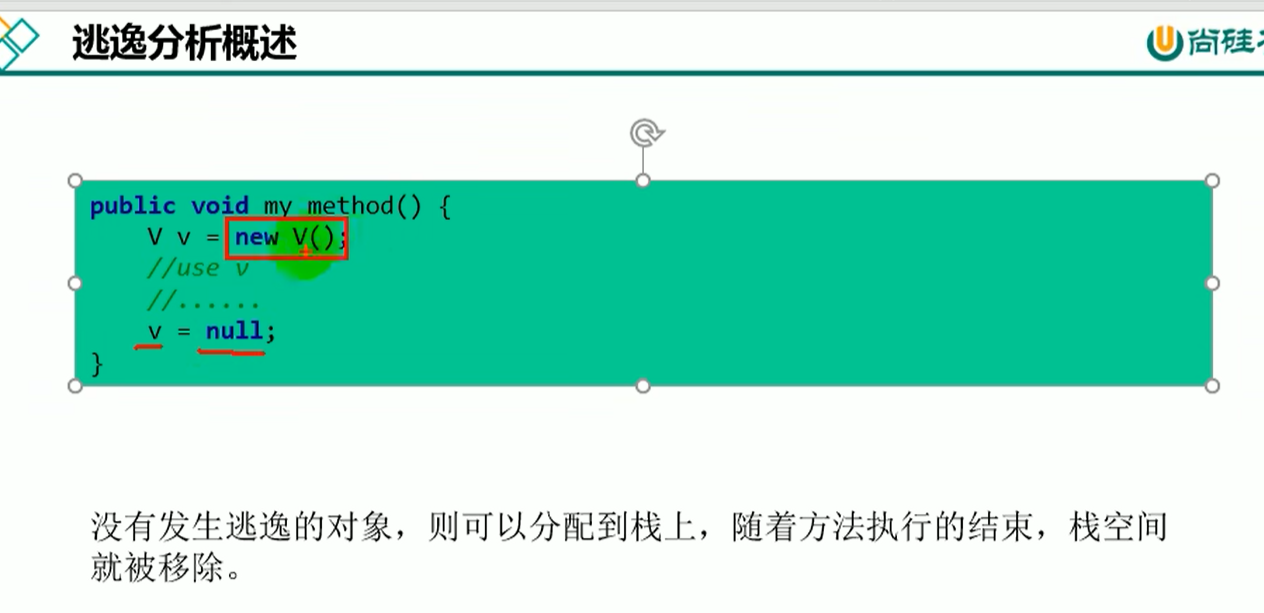 逃逸分析概述
尚硅
public void my_method() {
V v = new V();
//use v
//......
v = null;
}
没有发生逃逸的对象，则可以分配到栈上，随着方法执行的结束，栈空间
就被移除。